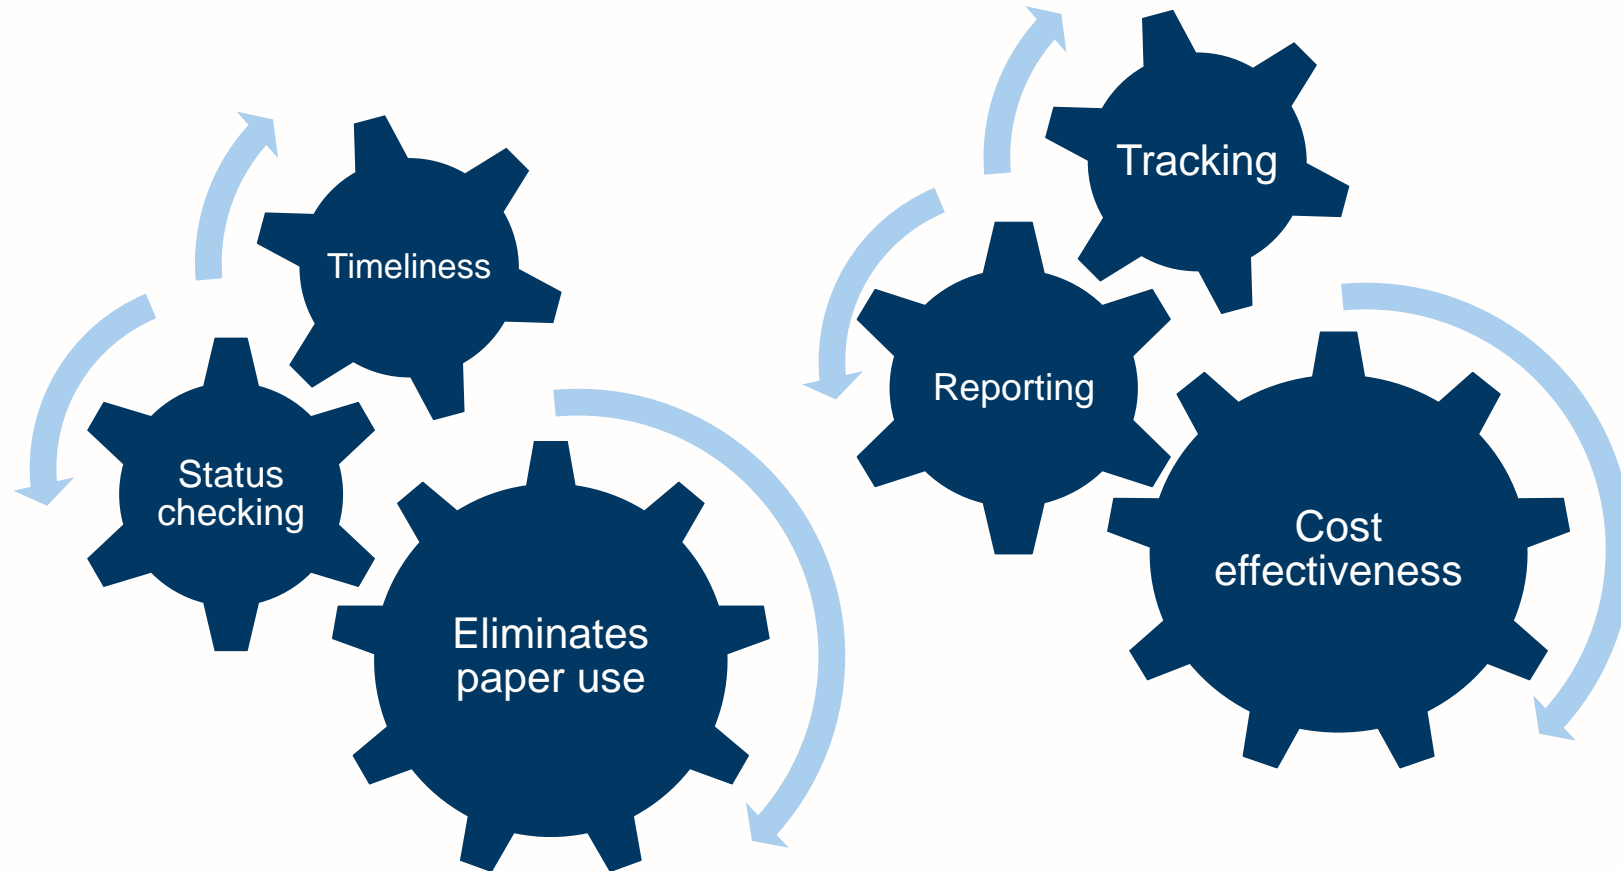 Timeliness
Status
checking
Eliminates
paper use
Tracking
Reporting
Cost
effectiveness